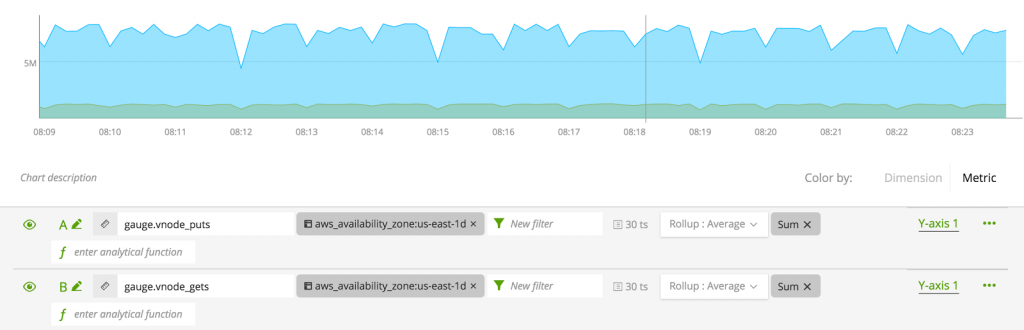 5M
08:09 08:10 08:11 08:12 08:13 08:14 08:15 08:16 08:17 08:18 08:19 08:20 08:21 08:22 08:23
Chart description Color by: Dimension Metric
A gauge.vnode_puts aws_availability_zone:us-east-1d × New filter 30 ts Rollup : Average Sum × Y-axis 1 •••
ƒ enter analytical function
B gauge.vnode_gets aws_availability_zone:us-east-1d × New filter 30 ts Rollup : Average Sum × Y-axis 1 •••
ƒ enter analytical function